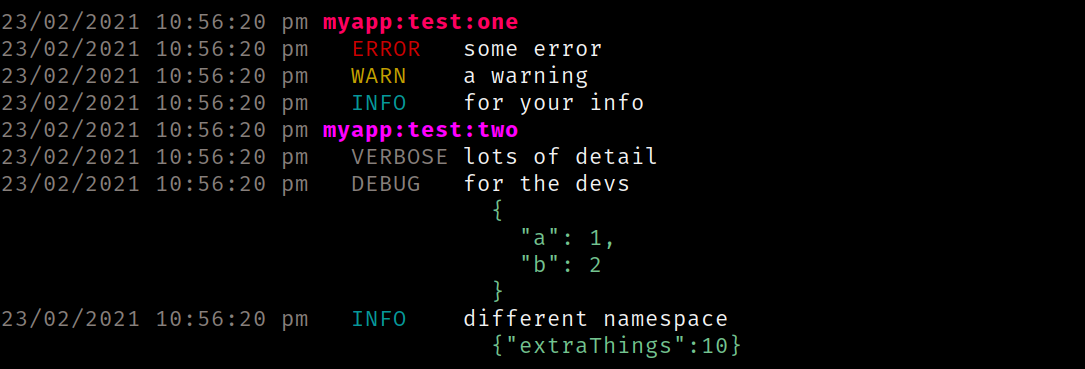 23/02/2021 10:56:20 pm myapp:test:one
23/02/2021 10:56:20 pm   ERROR   some error
23/02/2021 10:56:20 pm   WARN    a warning
23/02/2021 10:56:20 pm   INFO    for your info
23/02/2021 10:56:20 pm myapp:test:two
23/02/2021 10:56:20 pm   VERBOSE lots of detail
23/02/2021 10:56:20 pm   DEBUG   for the devs
                                   {
                                     "a": 1,
                                     "b": 2
                                   }
23/02/2021 10:56:20 pm   INFO    different namespace
                                   {"extraThings":10}